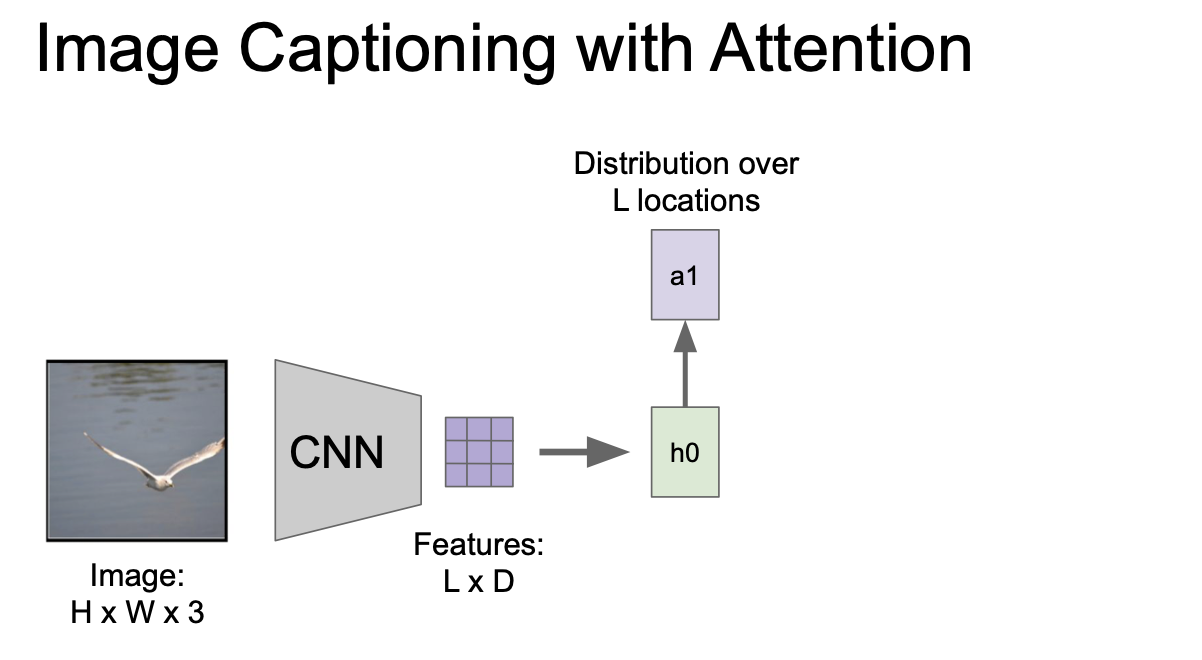 Image Captioning with Attention
Distribution over
L locations
a1
CNN
h0
Features:
L x D
Image:
H x W x 3